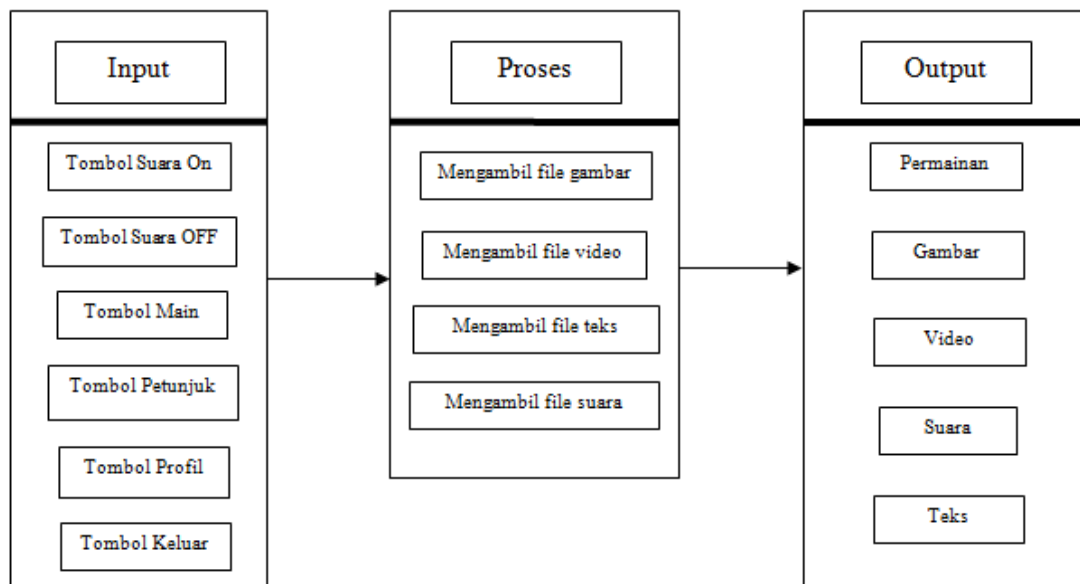 Input
Tombol Suara On
Tombol Suara OFF
Tombol Main
Tombol Petunjuk
Tombol Profil
Tombol Keluar
Proses
Mengambil file gambar
Mengambil file video
Mengambil file teks
Mengambil file suara
Output
Permainan
Gambar
Video
Suara
Teks